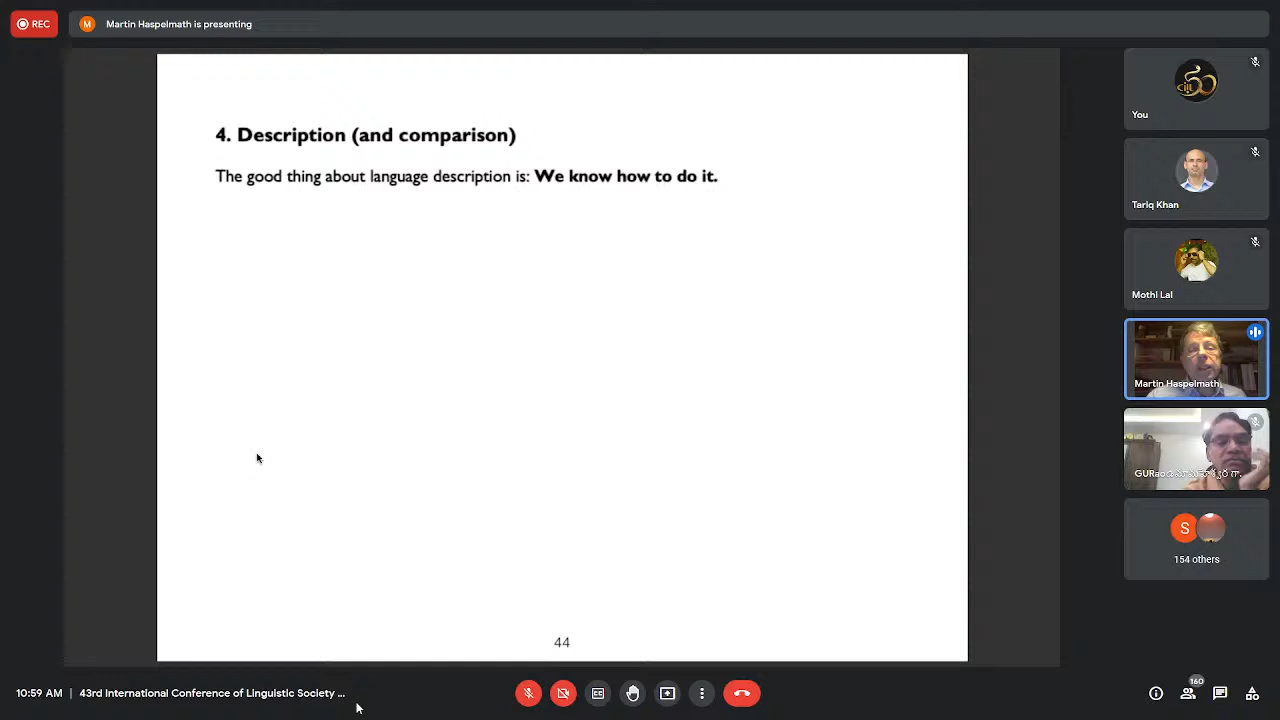 REC
M
Martin Haspelmath is presenting
4. Description (and comparison)
The good thing about language description is: We know how to do it.
44
You
Tariq Khan
Mothi Lal
Martin Haspelmath
S
154 others
10:59 AM | 43rd International Conference of Linguistic Society ...
160